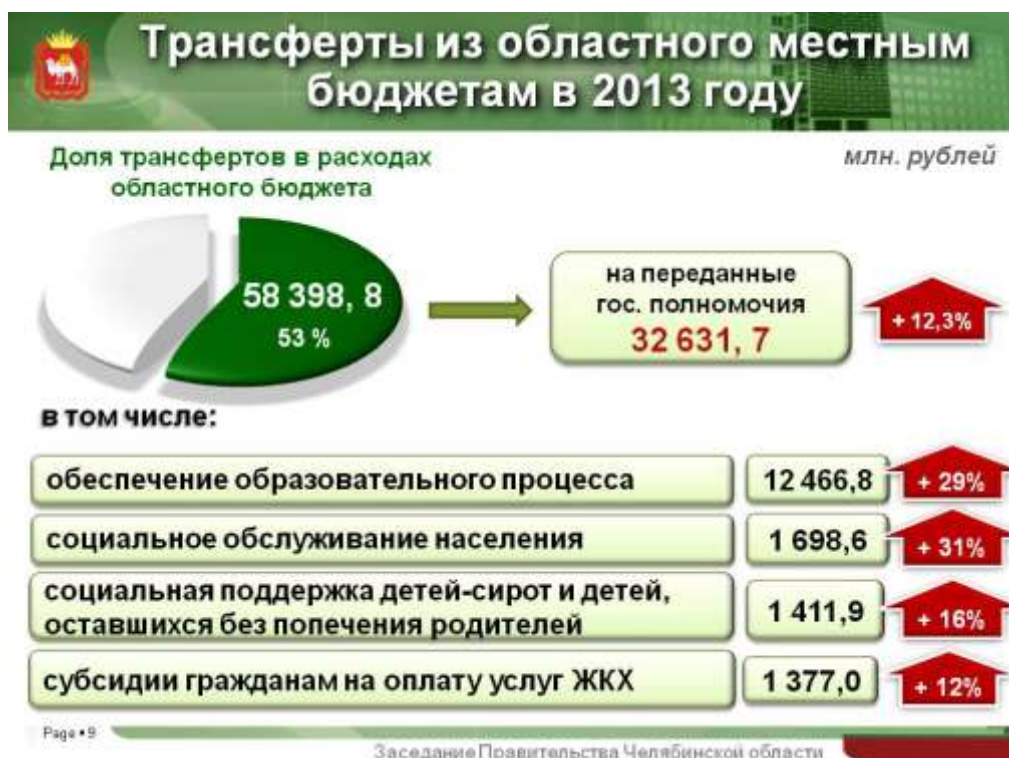 Трансферты из областного местным
бюджетам в 2013 году
Доля трансфертов в расходах
областного бюджета
млн. рублей
58 398, 8
53 %
на переданные
гос. полномочия
32 631, 7
+ 12,3%
в том числе:
обеспечение образовательного процесса
12 466,8
+ 29%
социальное обслуживание населения
1 698,6
+ 31%
социальная поддержка детей-сирот и детей,
оставшихся без попечения родителей
1 411,9
+ 16%
субсидии гражданам на оплату услуг ЖКХ
1 377,0
+ 12%
Page ▪ 9
Заседание Правительства Челябинской области